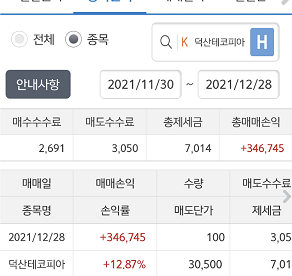 전체 종목
K 덕산테코피아 H
안내사항 2021/11/30 ~ 2021/12/28
매수수수료 매도수수료 총제세금 총매매손익
2,691 3,050 7,014 +346,745
매매일 매매손익 수량 매도수수료
종목명 손익률 매도단가 제세금
2021/12/28 +346,745 100 3,05
덕산테코피아 +12.87% 30,500 7,01